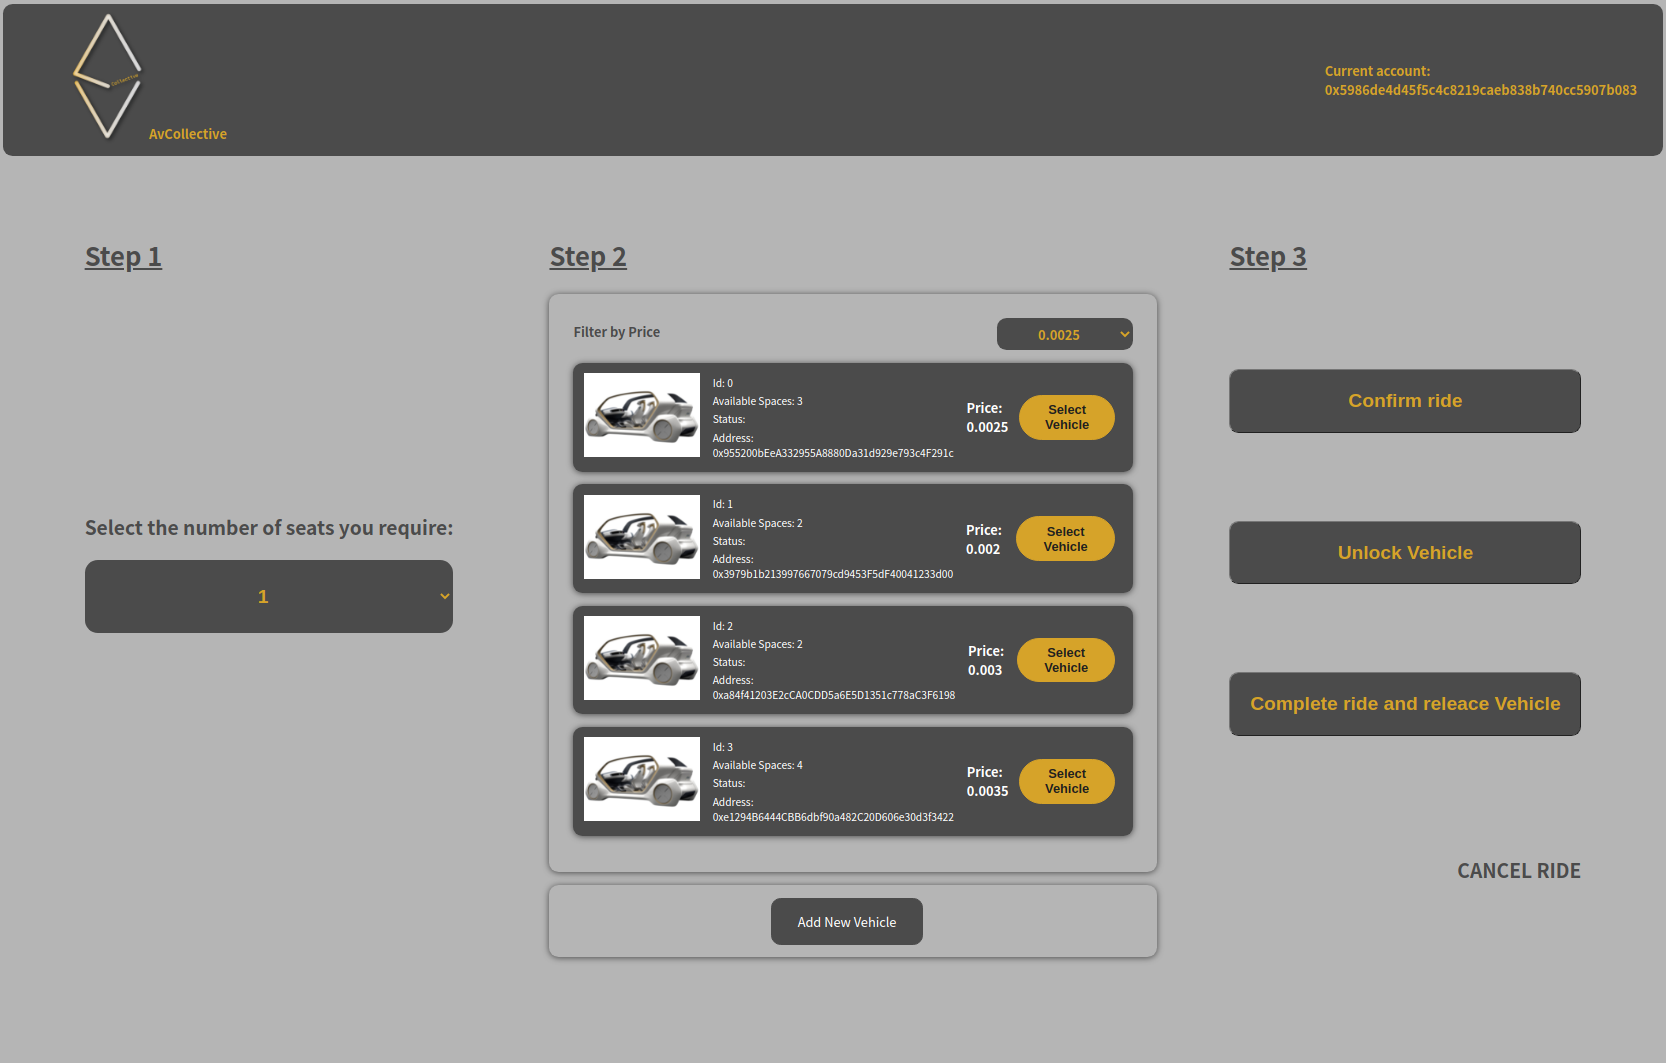 Collective
AvCollective
Current account:
0x5986de4d45f5c4c8219caeb838b740cc5907b083
Step 1
Select the number of seats you require:
1
Step 2
Filter by Price
0.0025
Id: 0
Available Spaces: 3
Status:
Address:
0x955200bEeA332955A8880Da31d929e793c4F291c
Price:
0.0025
Select
Vehicle
Id: 1
Available Spaces: 2
Status:
Address:
0x3979b1b213997667079cd9453F5dF40041233d00
Price:
0.002
Select
Vehicle
Id: 2
Available Spaces: 2
Status:
Address:
0xa84f41203E2cCA0CDD5a6E5D1351c778aC3F6198
Price:
0.003
Select
Vehicle
Id: 3
Available Spaces: 4
Status:
Address:
0xe1294B6444CBB6dbf90a482C20D606e30d3f3422
Price:
0.0035
Select
Vehicle
Add New Vehicle
Step 3
Confirm ride
Unlock Vehicle
Complete ride and releace Vehicle
CANCEL RIDE